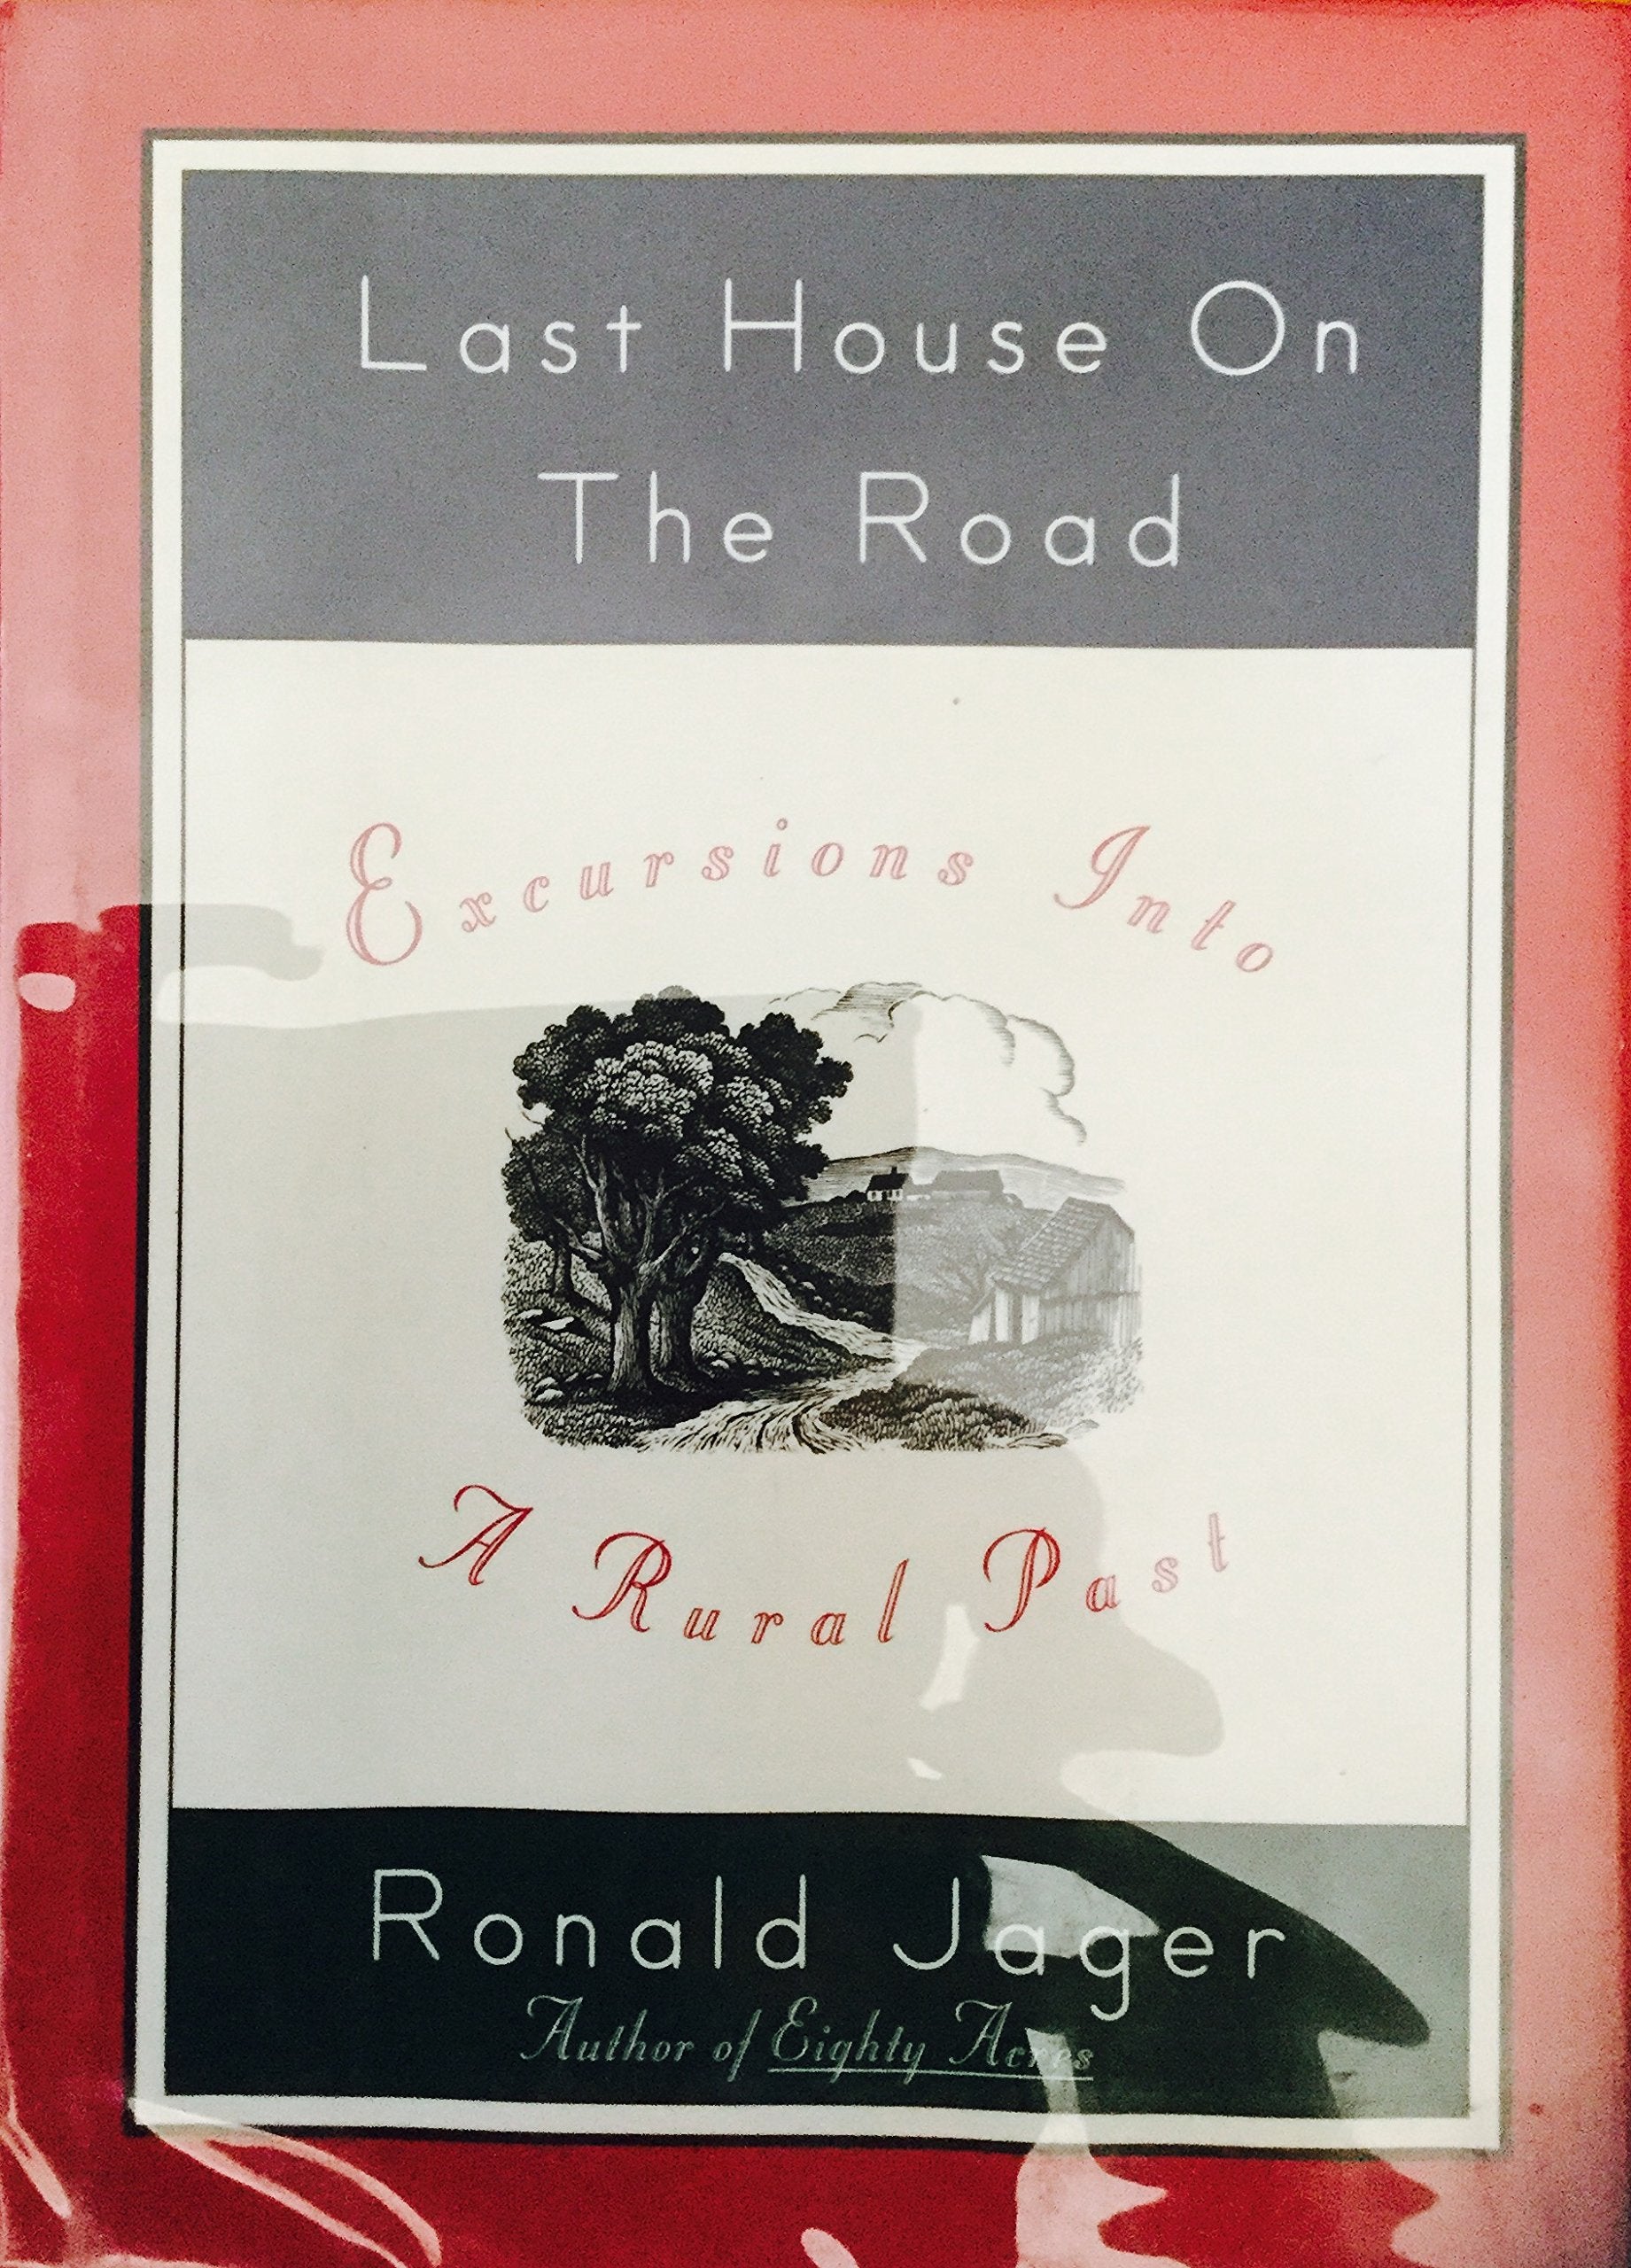 Last House On
The Road
Excursions Into
A Rural Past
Ronald Jager
Author of Eighty Acres